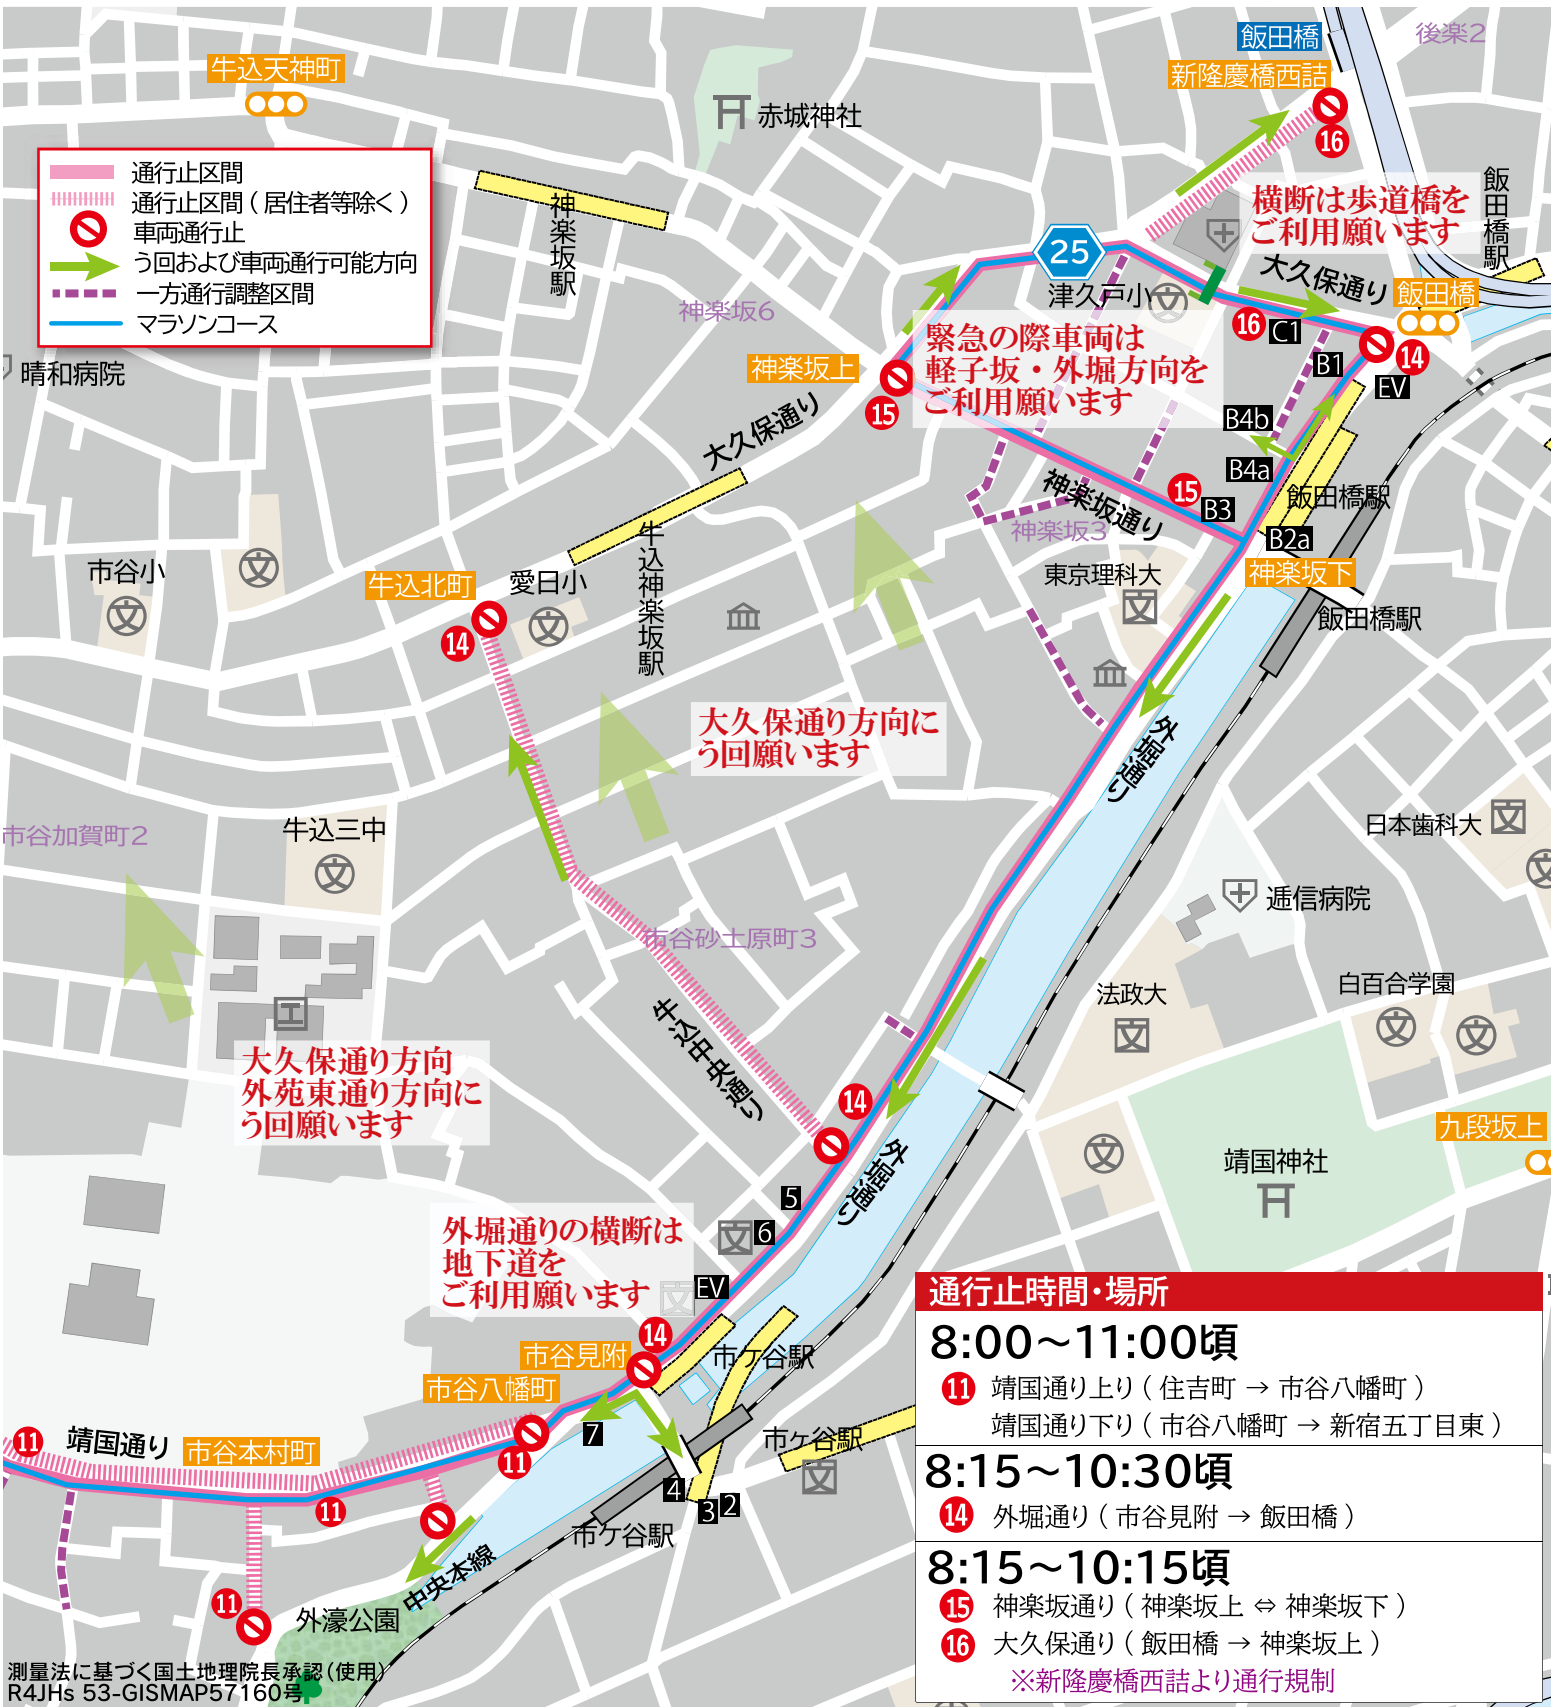 飯田橋
後楽2
牛込天神町
新隆慶橋西詰
赤城神社
16
通行止区間
通行止区間 ( 居住者等除く )
車両通行止
う回および車両通行可能方向
一方通行調整区間
マラソンコース
神楽坂駅
飯田橋駅
横断は歩道橋を
ご利用願います
25
大久保通り
津久戸小
飯田橋
神楽坂6
16
C1
緊急の際車両は
軽子坂・外堀方向を
ご利用願います
B1
14
EV
晴和病院
神楽坂上
15
大久保通り
B4b
B4a
神楽坂通り
15
B3
飯田橋駅
神楽坂3
B2a
市谷小
牛込北町
愛日小
牛込神楽坂駅
東京理科大
神楽坂下
飯田橋駅
14
大久保通り方向に
う回願います
外堀通り
市谷加賀町2
牛込三中
日本歯科大
逓信病院
市谷砂土原町3
白百合学園
法政大
牛込中央通り
大久保通り方向
外苑東通り方向に
う回願います
14
九段坂上
靖国神社
外堀通り
5
6
外堀通りの横断は
地下道を
ご利用願います
EV
14
市谷見附
市ケ谷駅
市谷八幡町
7
靖国通り
11
市谷本村町
11
市ヶ谷駅
11
4
3
2
市ケ谷駅
中央本線
11
外濠公園
測量法に基づく国土地理院長承認(使用)
R4JHs 53-GISMAP57160号
通行止時間・場所
8:00～11:00頃
11 靖国通り上り ( 住吉町 → 市谷八幡町 )
靖国通り下り ( 市谷八幡町 → 新宿五丁目東 )
8:15～10:30頃
14 外堀通り ( 市谷見附 → 飯田橋 )
8:15～10:15頃
15 神楽坂通り ( 神楽坂上 ⇔ 神楽坂下 )
16 大久保通り ( 飯田橋 → 神楽坂上 )
※新隆慶橋西詰より通行規制